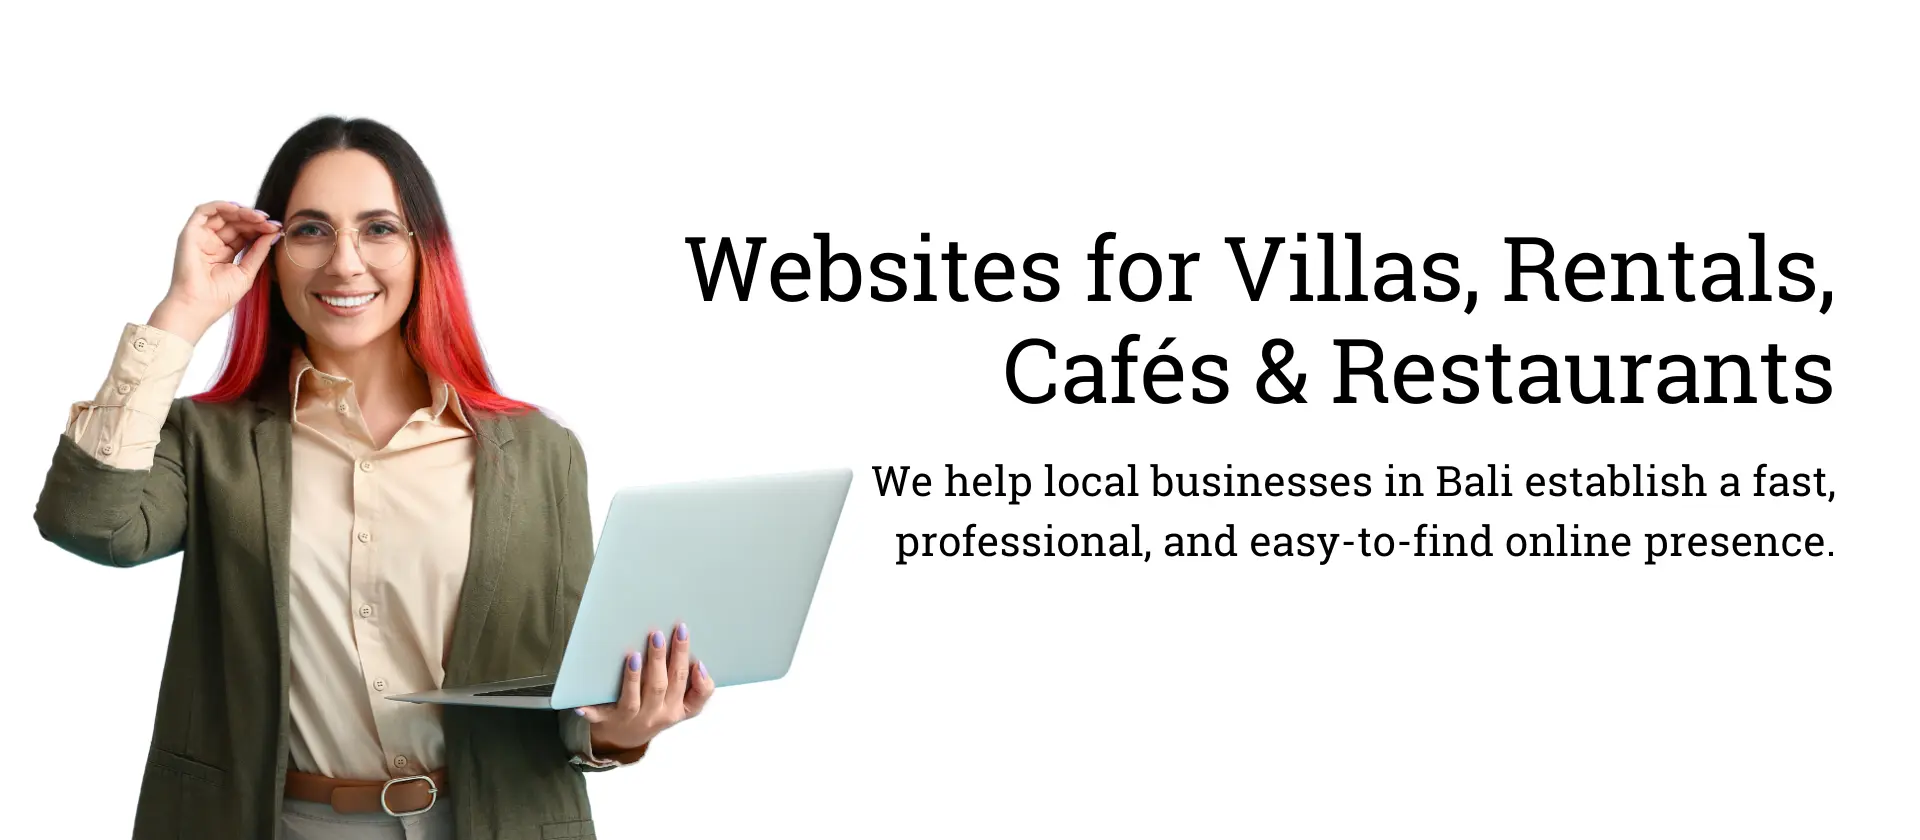 Websites for Villas, Rentals,
Cafés & Restaurants
We help local businesses in Bali establish a fast,
professional, and easy-to-find online presence.